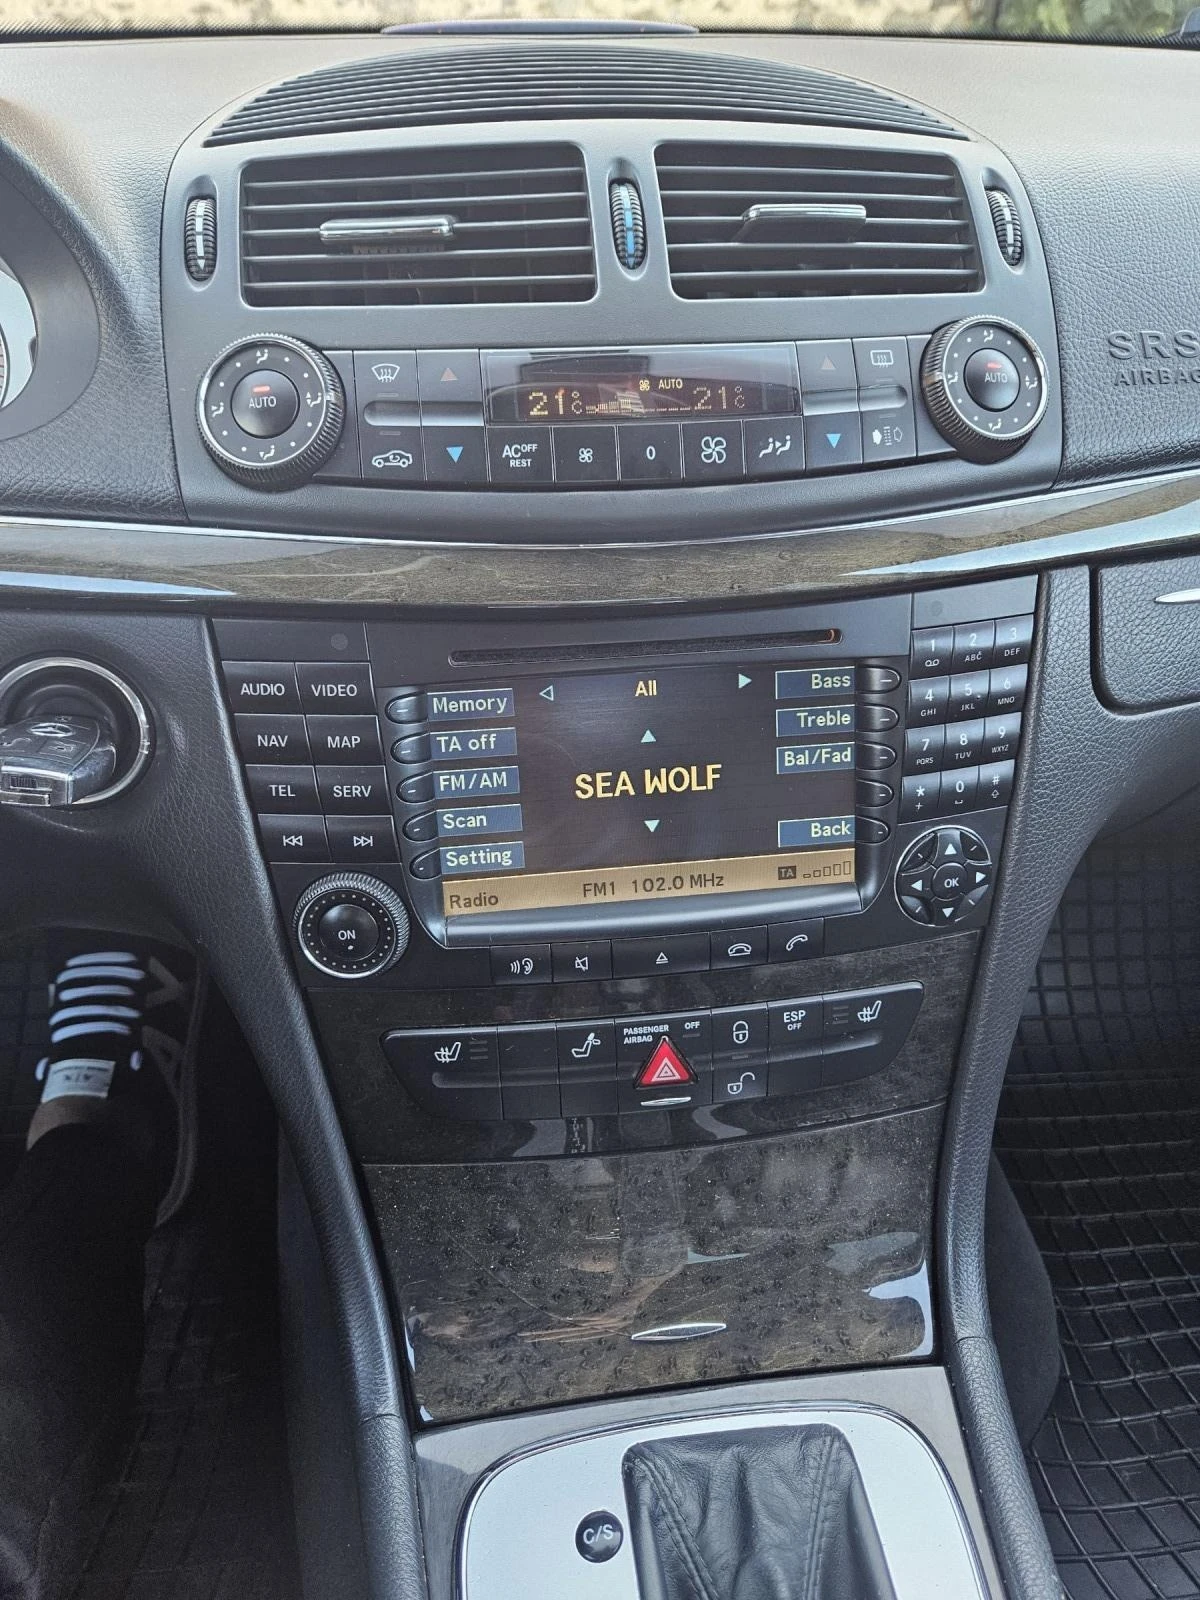 SRS
AIRBAG
AUTO
21°C
AUTO
21°C
AUTO
AC OFF
REST
0
AUDIO
VIDEO
NAV
MAP
TEL
SERV
ON
Memory
TA off
FM/AM
Scan
Setting
All
SEA WOLF
Bass
Treble
Bal/Fad
Back
Radio
FM1 102.0 MHz
TA
1
2 ABC
3 DEF
4 GHI
5 JKL
6 MNO
7 PQRS
8 TUV
9 WXYZ
* +
0
#
OK
PASSENGER
AIRBAG
OFF
ESP
OFF
C/S